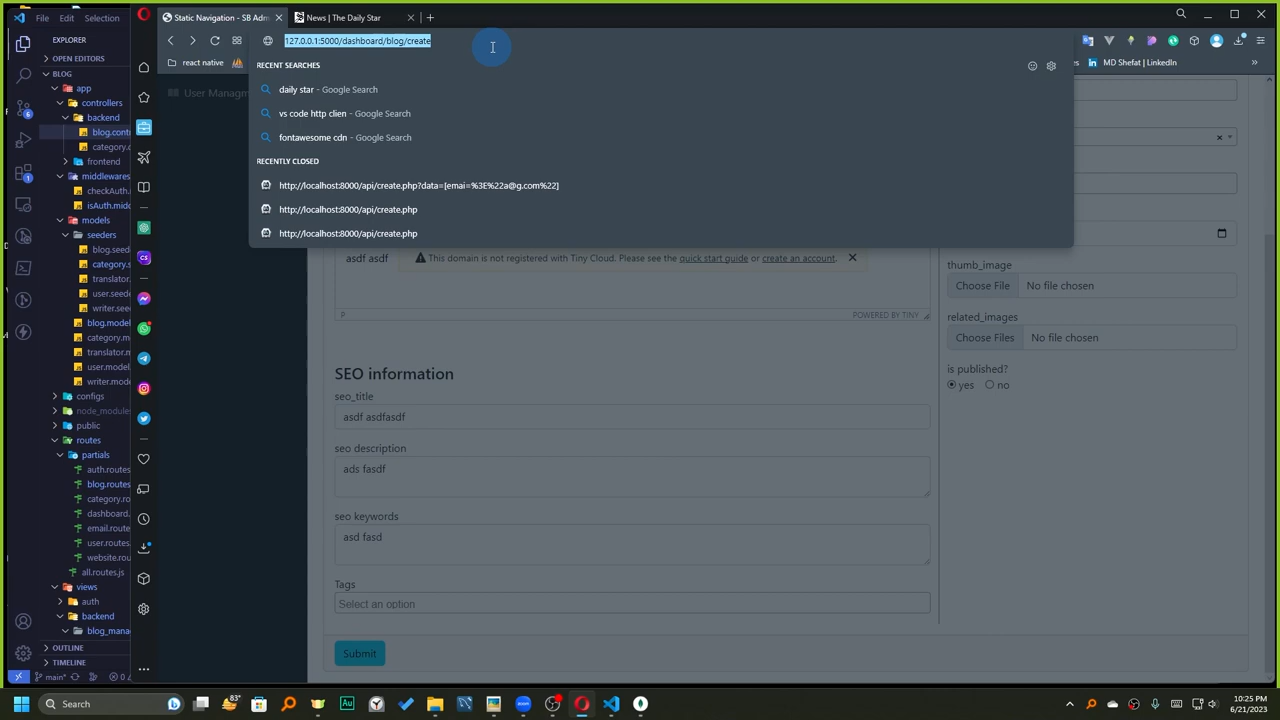 File Edit Selection
Static Navigation - SB Adm
News | The Daily Star
EXPLORER
127.0.0.1:5000/dashboard/blog/create
OPEN EDITORS
react native
MD Shefat | LinkedIn
RECENT SEARCHES
BLOG
app
daily star - Google Search
User Managm
controllers
vs code http clien - Google Search
backend
blog.cont
fontawesome cdn - Google Search
category.c
frontend
RECENTLY CLOSED
middlewares
http://localhost:8000/api/create.php?data=[emai=%3E%22a@g.com%22]
checkAuth.
isAuth.midd
http://localhost:8000/api/create.php
models
seeders
http://localhost:8000/api/create.php
blog.seed
asdf asdf
This domain is not registered with Tiny Cloud. Please see the quick start guide or create an account.
category.s
thumb_image
translator.
Choose File No file chosen
user.seede
writer.seed
P
POWERED BY TINY
related_images
blog.model
category.m
Choose Files No file chosen
translator.m
user.model
SEO information
is published?
writer.mode
yes no
configs
seo_title
node_modules
asdf asdfasdf
public
routes
seo description
partials
ads fasdf
auth.routes
blog.routes
category.ro
dashboard.
seo keywords
email.route
asd fasd
user.routes
website.rou
all.routes.js
Tags
views
Select an option
auth
backend
blog_mana
OUTLINE
Submit
TIMELINE
main*
0
Search
83°
10:25 PM
6/21/2023